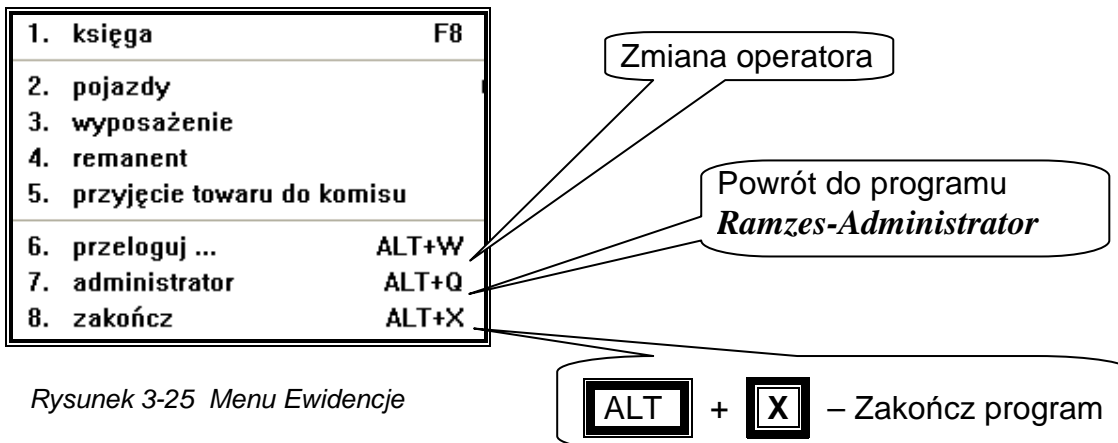 1. księga F8
2. pojazdy
3. wyposażenie
4. remanent
5. przyjęcie towaru do komisu
6. przeloguj ... ALT+W
7. administrator ALT+Q
8. zakończ ALT+X
Zmiana operatora
Powrót do programu
Ramzes-Administrator
ALT + X – Zakończ program
Rysunek 3-25 Menu Ewidencje